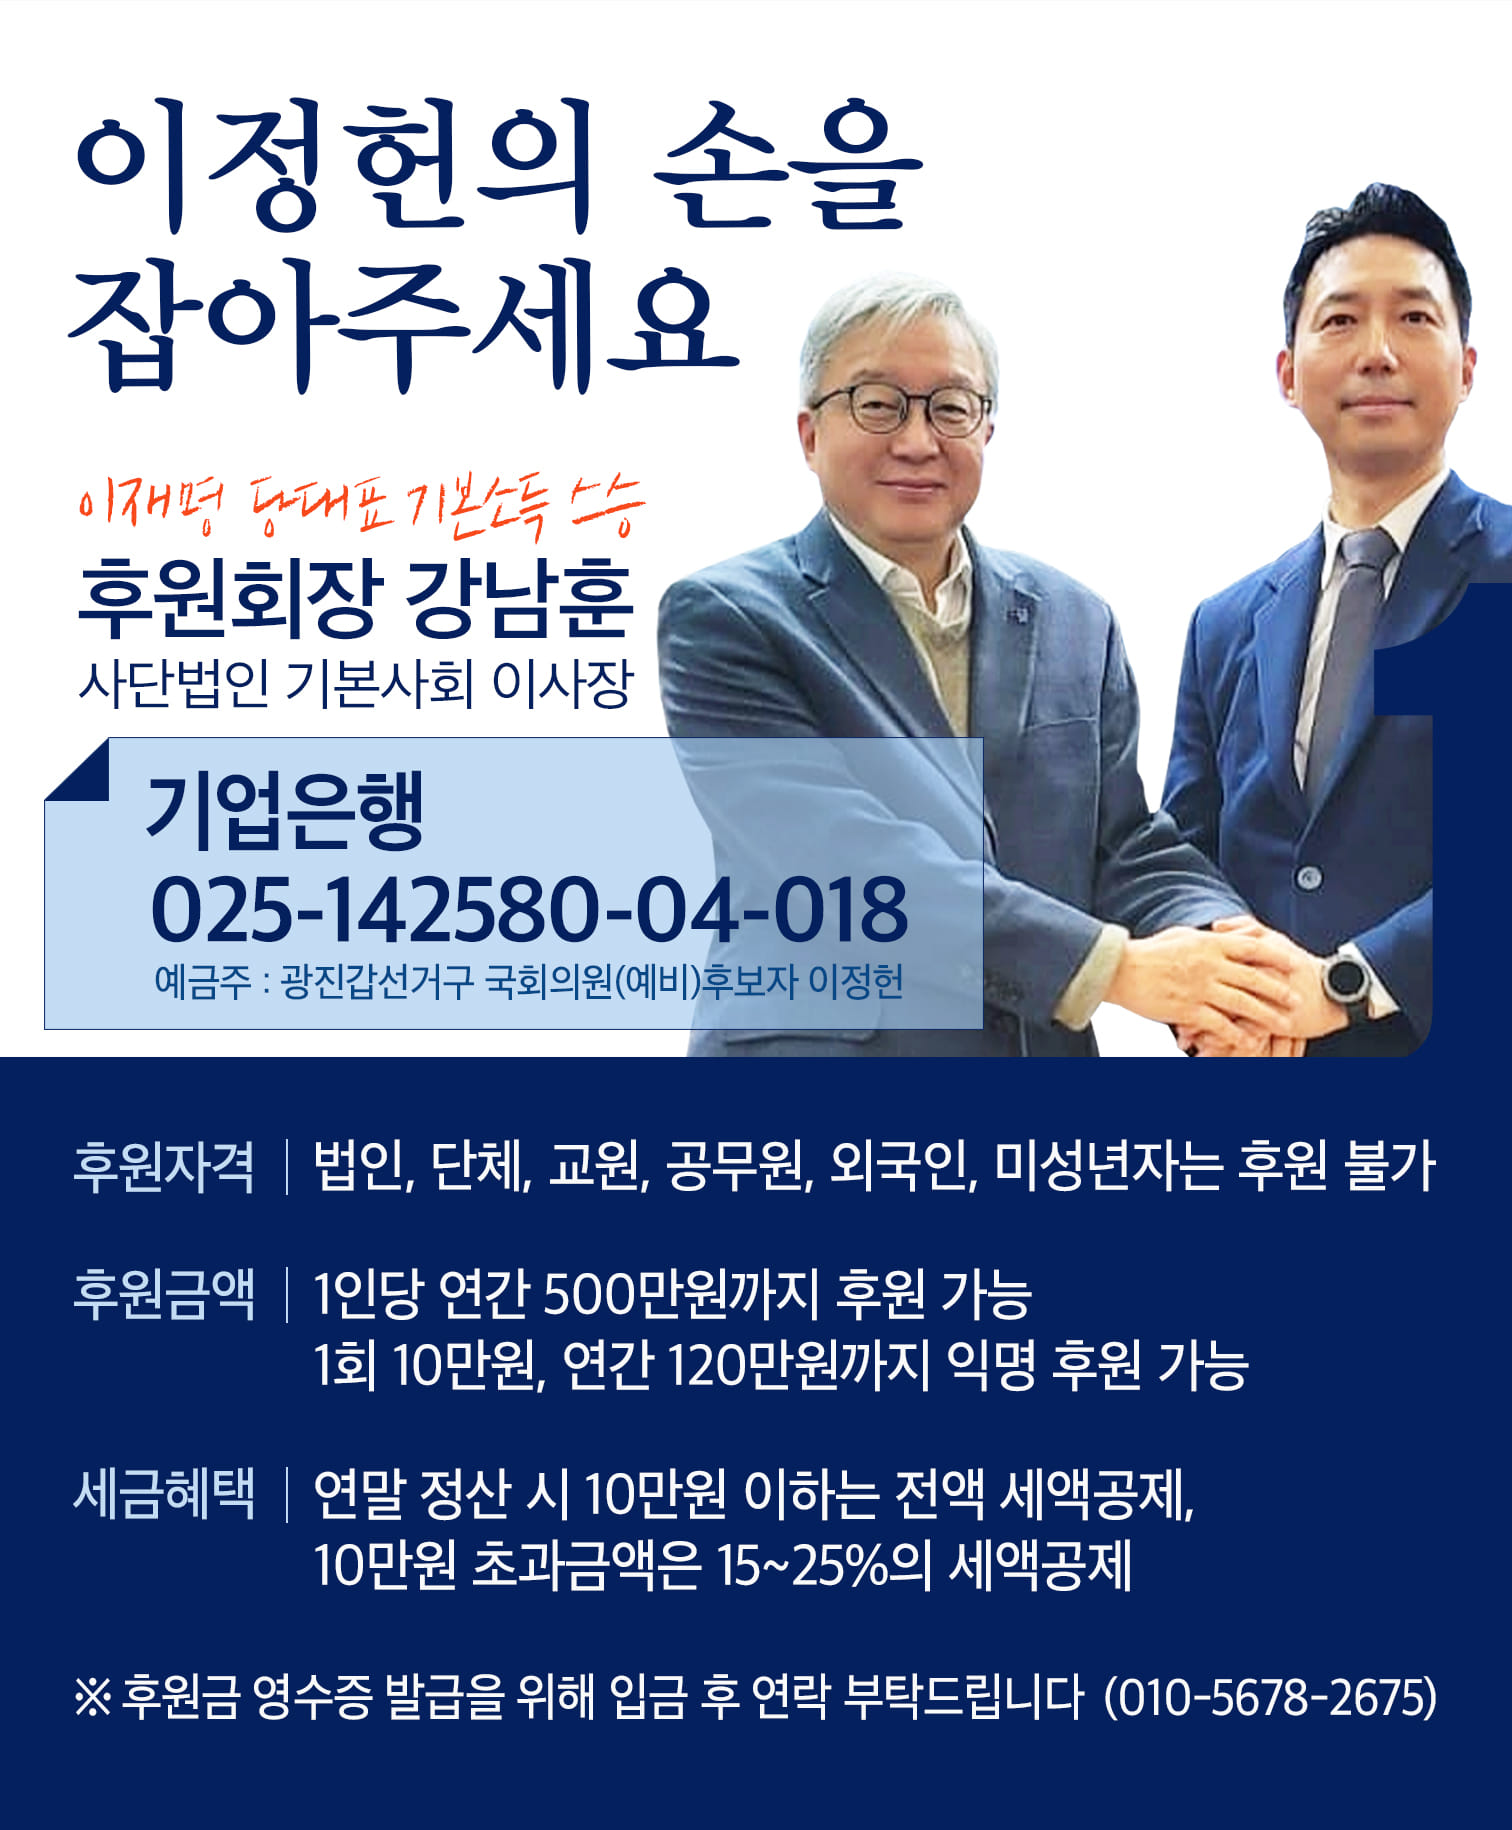 이정헌의 손을
잡아주세요
이재명 당대표 기본소득 스승
후원회장 강남훈
사단법인 기본사회 이사장
기업은행
025-142580-04-018
예금주 : 광진갑선거구 국회의원(예비)후보자 이정헌
1
후원자격 | 법인, 단체, 교원, 공무원, 외국인, 미성년자는 후원 불가
후원금액 | 1인당 연간 500만원까지 후원 가능
1회 10만원, 연간 120만원까지 익명 후원 가능
세금혜택 | 연말 정산 시 10만원 이하는 전액 세액공제,
10만원 초과금액은 15~25%의 세액공제
※ 후원금 영수증 발급을 위해 입금 후 연락 부탁드립니다 (010-5678-2675)